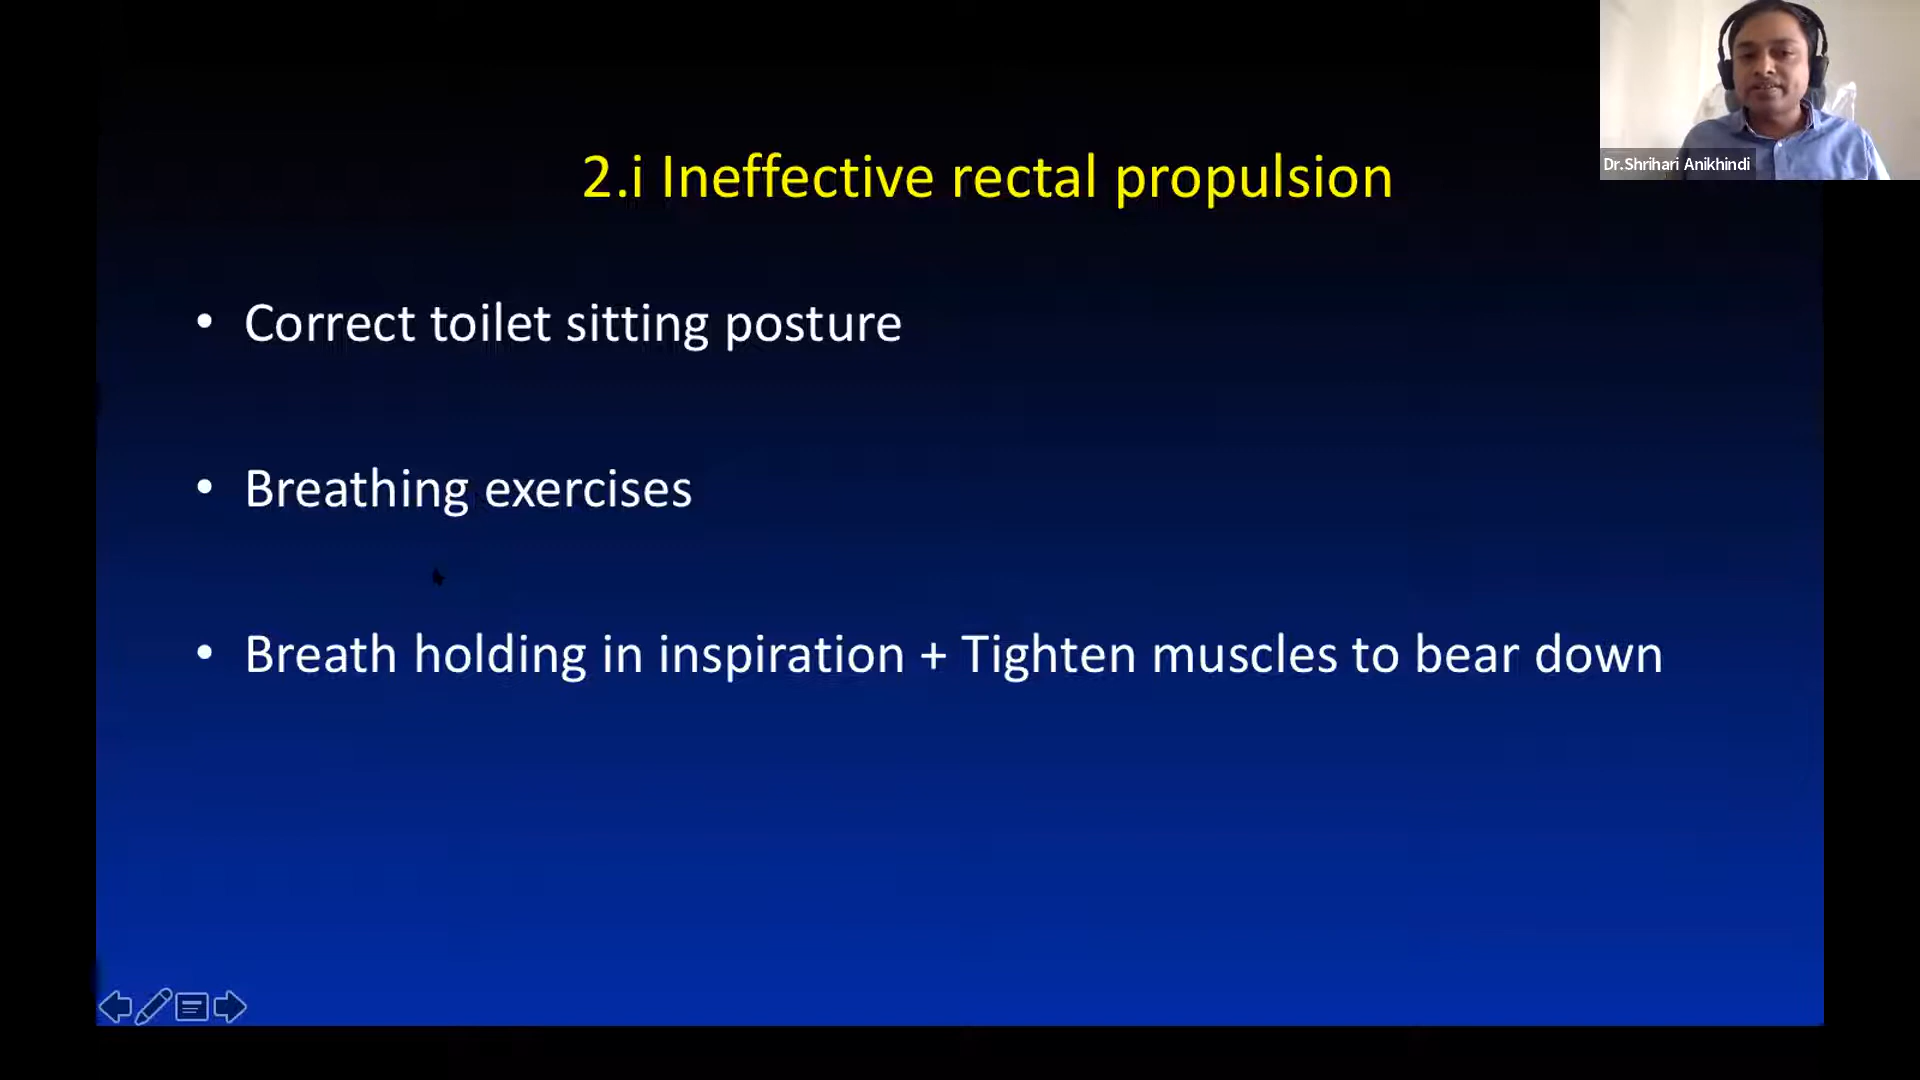 2.i Ineffective rectal propulsion
Dr.Shrihari Anikhindi
• Correct toilet sitting posture
• Breathing exercises
• Breath holding in inspiration + Tighten muscles to bear down